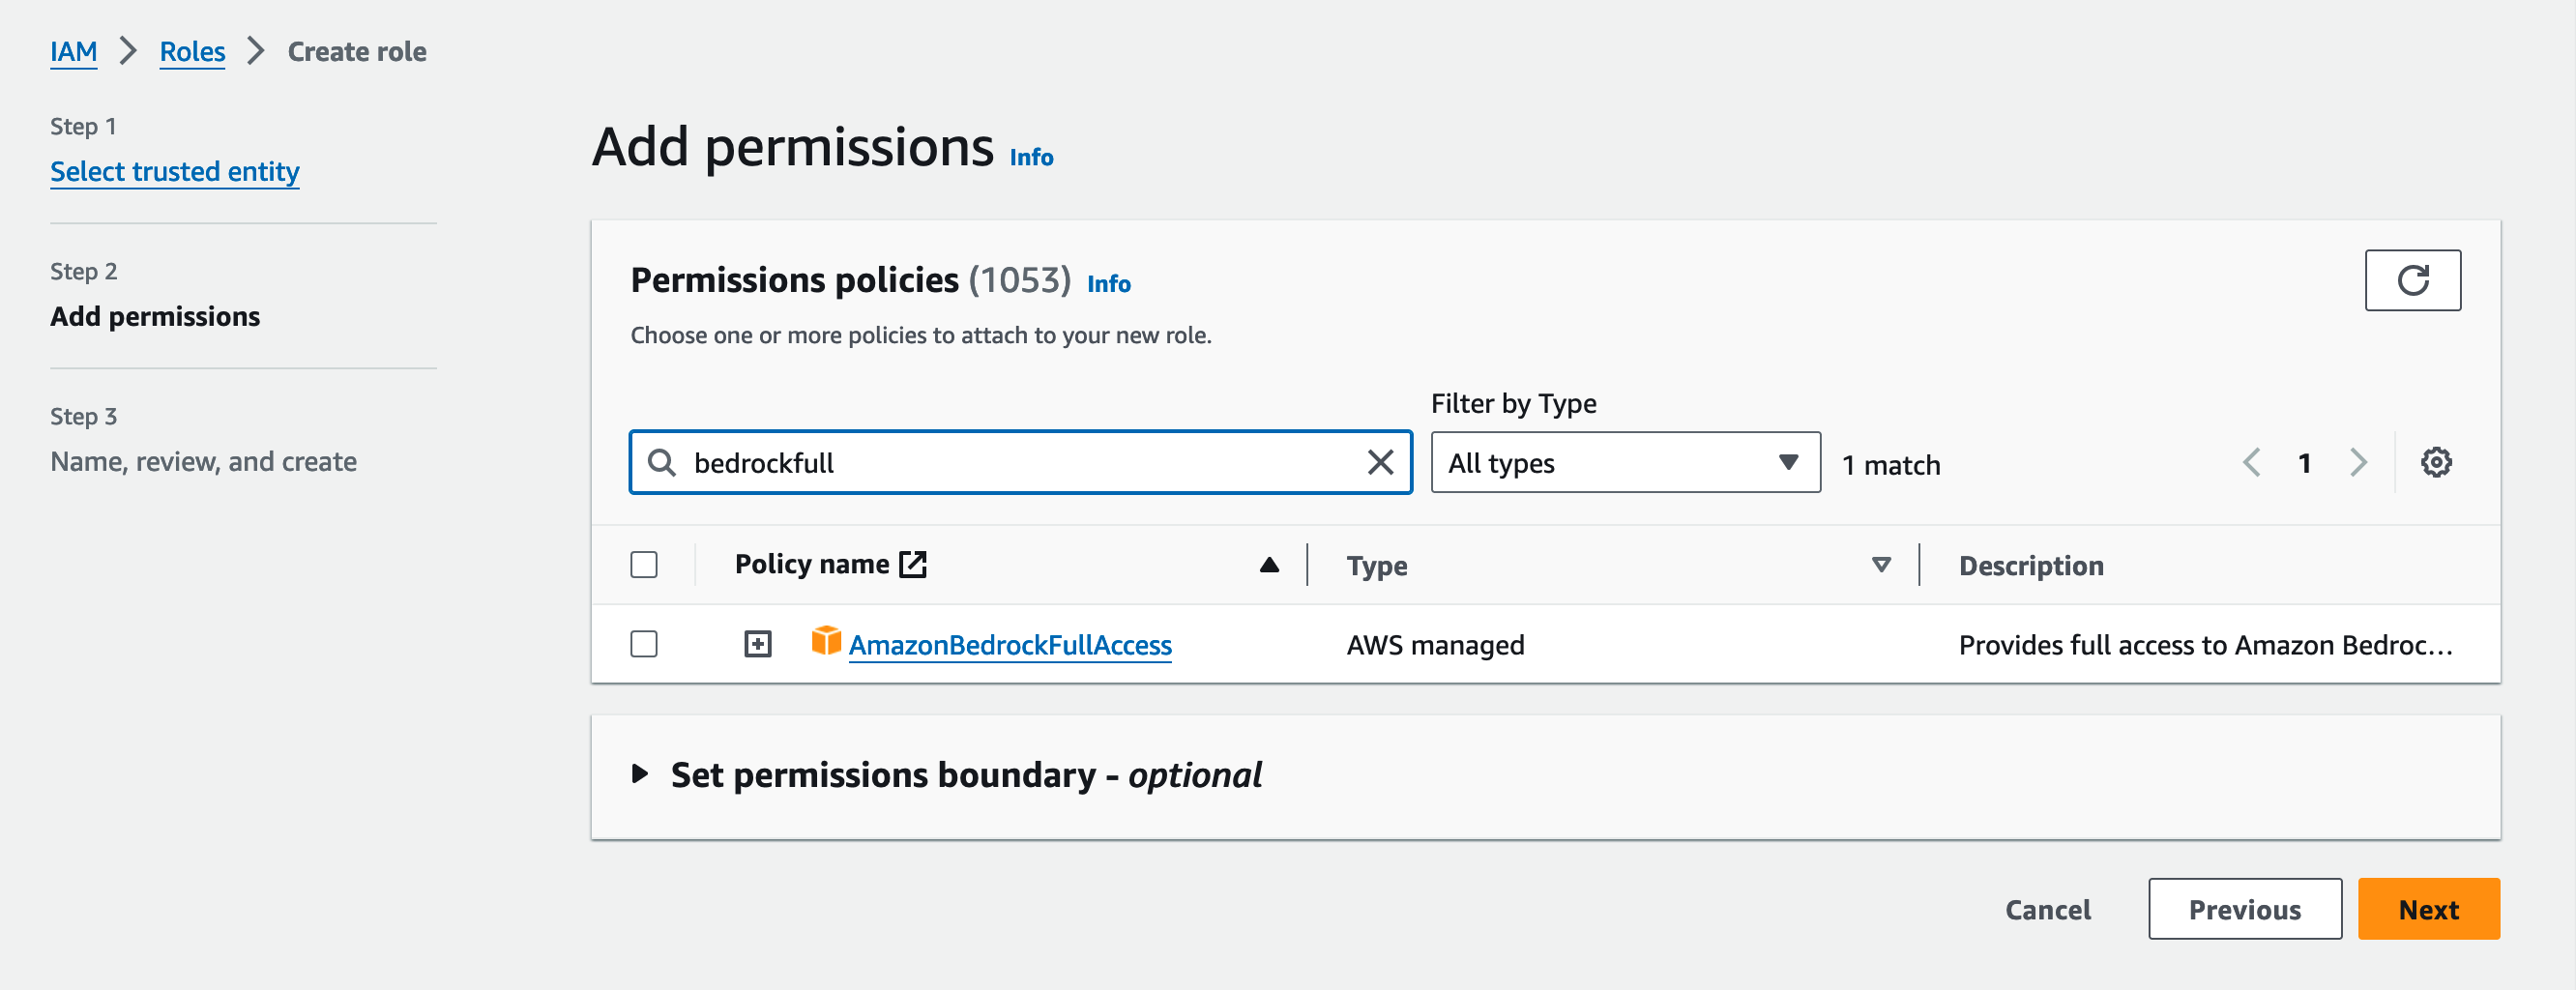 IAM > Roles > Create role
Step 1
Select trusted entity
Step 2
Add permissions
Step 3
Name, review, and create
Add permissions Info
Permissions policies (1053) Info
Choose one or more policies to attach to your new role.
Filter by Type
bedrockfull
All types
1 match
1
Policy name
Type
Description
AmazonBedrockFullAccess
AWS managed
Provides full access to Amazon Bedroc...
Set permissions boundary - optional
Cancel
Previous
Next